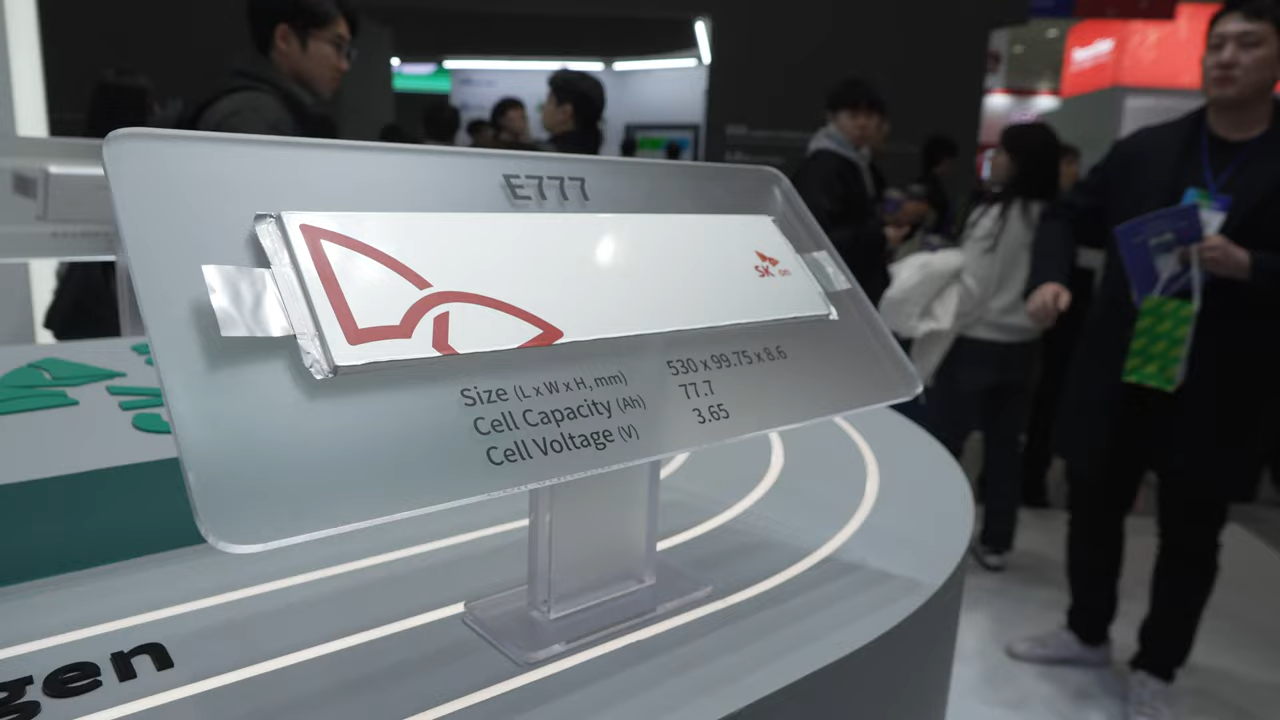 E777
SK on
Size (L x W x H, mm) 530 x 99.75 x 8.6
Cell Capacity (Ah) 77.7
Cell Voltage (V) 3.65
gen